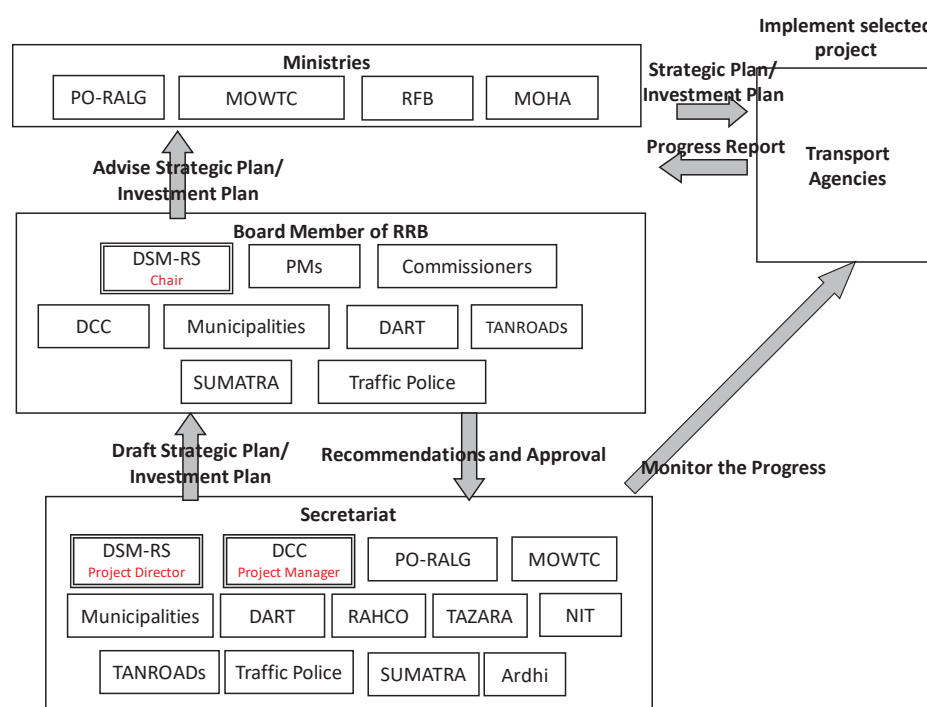 Implement selected
project
Ministries
PO-RALG
MOWTC
RFB
MOHA
Strategic Plan/
Investment Plan
Progress Report
Transport
Agencies
Advise Strategic Plan/
Investment Plan
Board Member of RRB
DSM-RS
Chair
PMs
Commissioners
DCC
Municipalities
DART
TANROADs
SUMATRA
Traffic Police
Draft Strategic Plan/
Investment Plan
Recommendations and Approval
Monitor the Progress
Secretariat
DSM-RS
Project Director
DCC
Project Manager
PO-RALG
MOWTC
Municipalities
DART
RAHCO
TAZARA
NIT
TANROADs
Traffic Police
SUMATRA
Ardhi